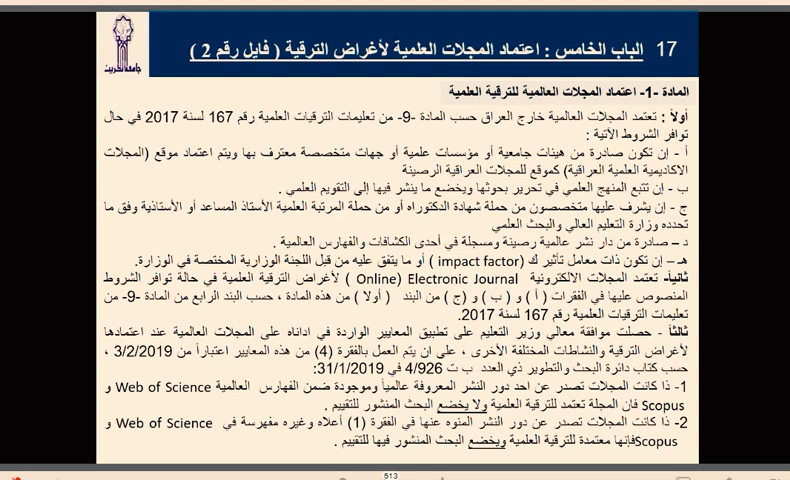 جامعة تكريت
17 الباب الخامس : اعتماد المجلات العلمية لأغراض الترقية ( فايل رقم 2 )
المادة -1- اعتماد المجلات العالمية للترقية العلمية
أولاً : تعتمد المجلات العالمية خارج العراق حسب المادة -9- من تعليمات الترقيات العلمية رقم 167 لسنة 2017 في حال
توافر الشروط الآتية :
أ - إن تكون صادرة من هيئات جامعية أو مؤسسات علمية أو جهات متخصصة معترف بها ويتم اعتماد موقع (المجلات
الاكاديمية العلمية العراقية) كموقع للمجلات العراقية الرصينة
ب - إن تتبع المنهج العلمي في تحرير بحوثها ويخضع ما ينشر فيها إلى التقويم العلمي .
ج - إن يشرف عليها متخصصون من حملة شهادة الدكتوراه أو من حملة المرتبة العلمية الأستاذ المساعد أو الأستاذية وفق ما
تحدده وزارة التعليم العالي والبحث العلمي
د – صادرة من دار نشر عالمية رصينة ومسجلة في أحدى الكشافات والفهارس العالمية .
هـ – إن تكون ذات معامل تأثير ك (impact factor ) أو ما يتفق عليه من قبل اللجنة الوزارية المختصة في الوزارة.
ثانياً- تعتمد المجلات الالكترونية Online) Electronic Journal ) لأغراض الترقية العلمية في حالة توافر الشروط
المنصوص عليها في الفقرات ( أ ) و ( ب ) و ( ج ) من البند ( أولا ) من هذه المادة ، حسب البند الرابع من المادة -9- من
تعليمات الترقيات العلمية رقم 167 لسنة 2017.
ثالثاً - حصلت موافقة معالي وزير التعليم على تطبيق المعايير الواردة في ادناه على المجلات العالمية عند اعتمادها
لأغراض الترقية والنشاطات المختلفة الأخرى ، على ان يتم العمل بالفقرة (4) من هذه المعايير اعتباراً من 3/2/2019 ،
حسب كتاب دائرة البحث والتطوير ذي العدد ب ت 4/926 في 31/1/2019:
1- ذا كانت المجلات تصدر عن احد دور النشر المعروفة عالمياً وموجودة ضمن الفهارس العالمية Web of Science و
Scopus فان المجلة تعتمد للترقية العلمية ولا يخضع البحث المنشور للتقييم .
2- ذا كانت المجلات تصدر عن دور النشر المنوه عنها في الفقرة (1) أعلاه وغيره مفهرسة في Web of Science و
Scopusفإنها معتمدة للترقية العلمية ويخضع البحث المنشور فيها للتقييم .
513